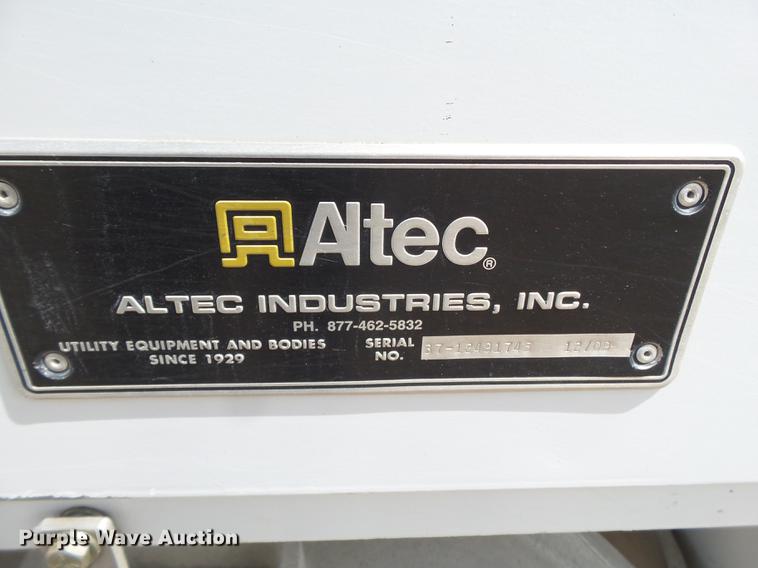 Altec®
ALTEC INDUSTRIES, INC.
PH. 877-462-5832
UTILITY EQUIPMENT AND BODIES
SINCE 1929
SERIAL
NO.
Purple Wave Auction